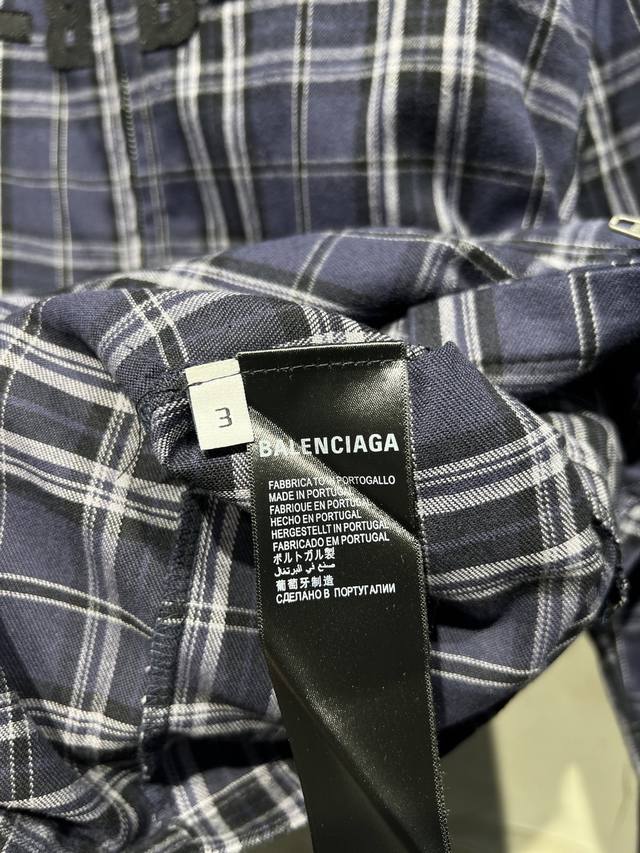 3
BALENCIAGA
FABBRICATO IN PORTOGALLO
MADE IN PORTUGAL
FABRIQUE EN PORTUGAL
HECHO EN PORTUGAL
HERGESTELLT IN PORTUGAL
FABRICADO EM PORTUGAL
ポルトガル製
صنع في البرتغال
葡萄牙制造
СДЕЛАНО В ПОРТУГАЛИИ